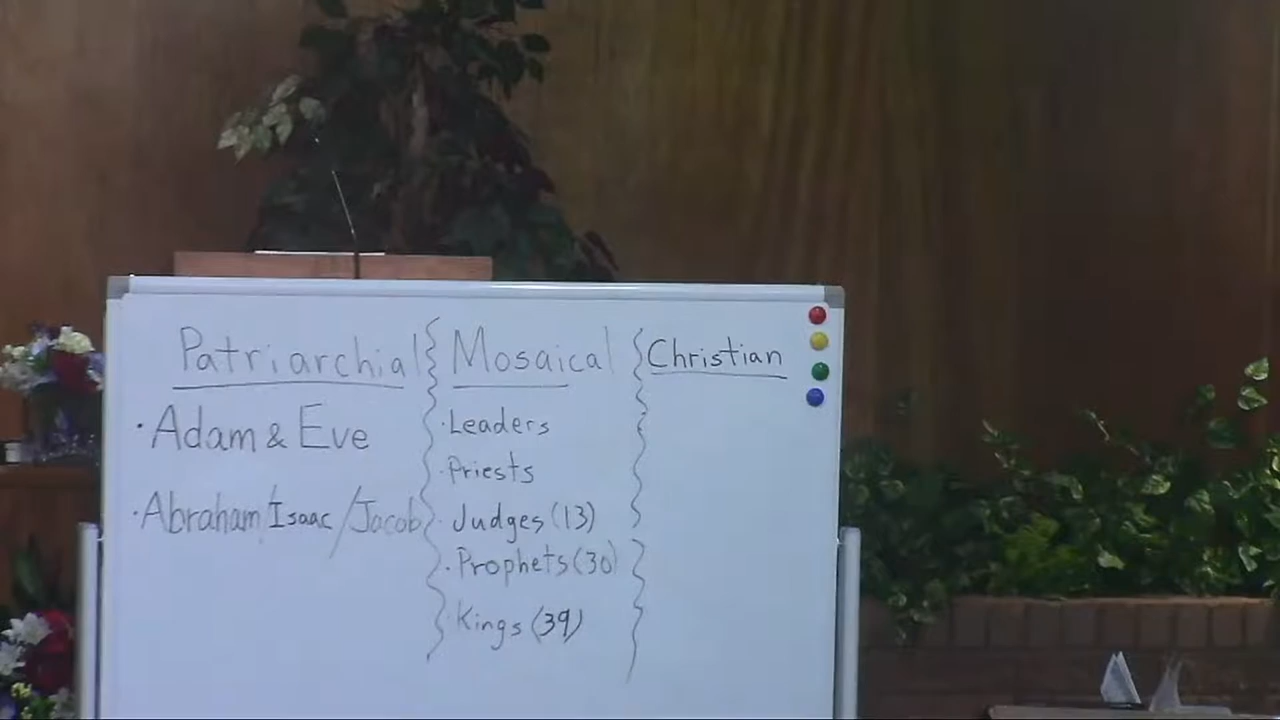 Patriarchial Mosaical Christian
· Adam & Eve
· Abraham/Isaac/Jacob
· Leaders
· Priests
· Judges (13)
· Prophets (30)
· Kings (39)